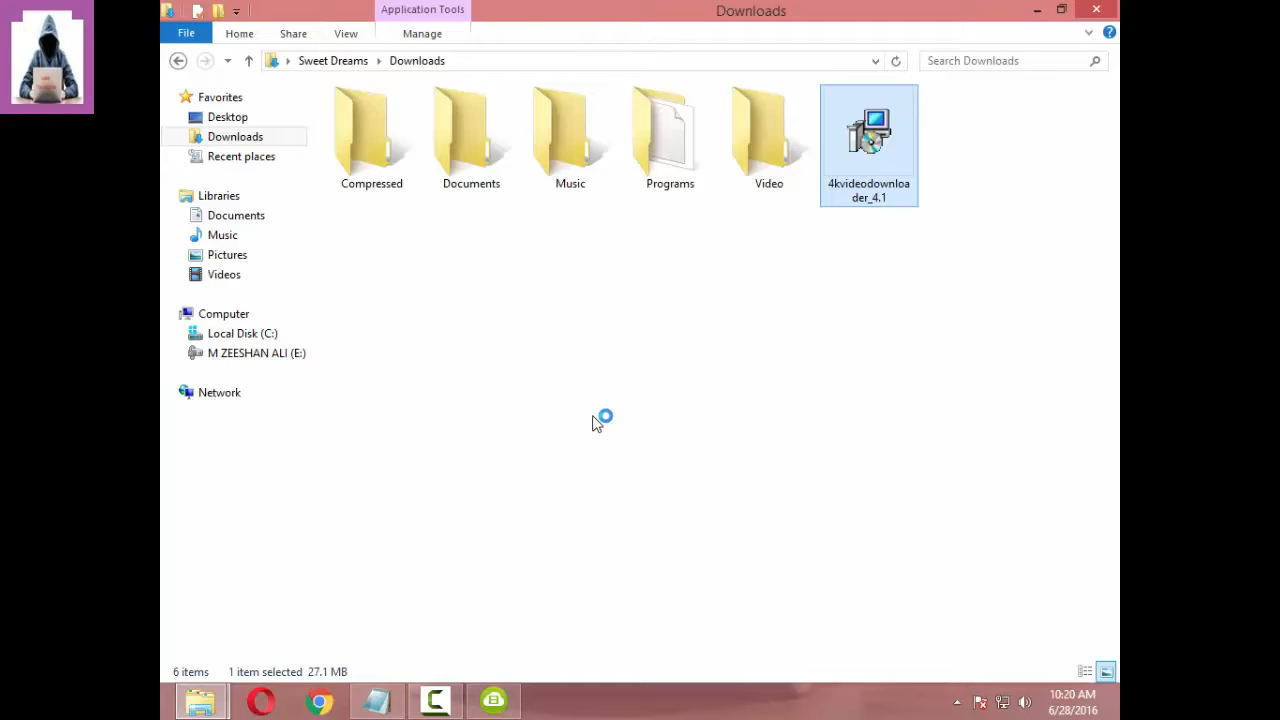 Application Tools
Downloads
File
Home
Share
View
Manage
Sweet Dreams
Downloads
Search Downloads
Favorites
Desktop
Downloads
Recent places
Libraries
Documents
Music
Pictures
Videos
Computer
Local Disk (C:)
M ZEESHAN ALI (E:)
Network
Compressed
Documents
Music
Programs
Video
4kvideodownloa
der_4.1
6 items
1 item selected 27.1 MB
10:20 AM
6/28/2016